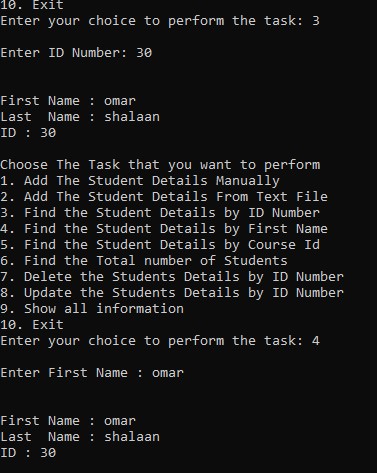 10. Exit
Enter your choice to perform the task: 3
Enter ID Number: 30
First Name : omar
Last  Name : shalaan
ID : 30
Choose The Task that you want to perform
1. Add The Student Details Manually
2. Add The Student Details From Text File
3. Find the Student Details by ID Number
4. Find the Student Details by First Name
5. Find the Student Details by Course Id
6. Find the Total number of Students
7. Delete the Students Details by ID Number
8. Update the Students Details by ID Number
9. Show all information
10. Exit
Enter your choice to perform the task: 4
Enter First Name : omar
First Name : omar
Last  Name : shalaan
ID : 30